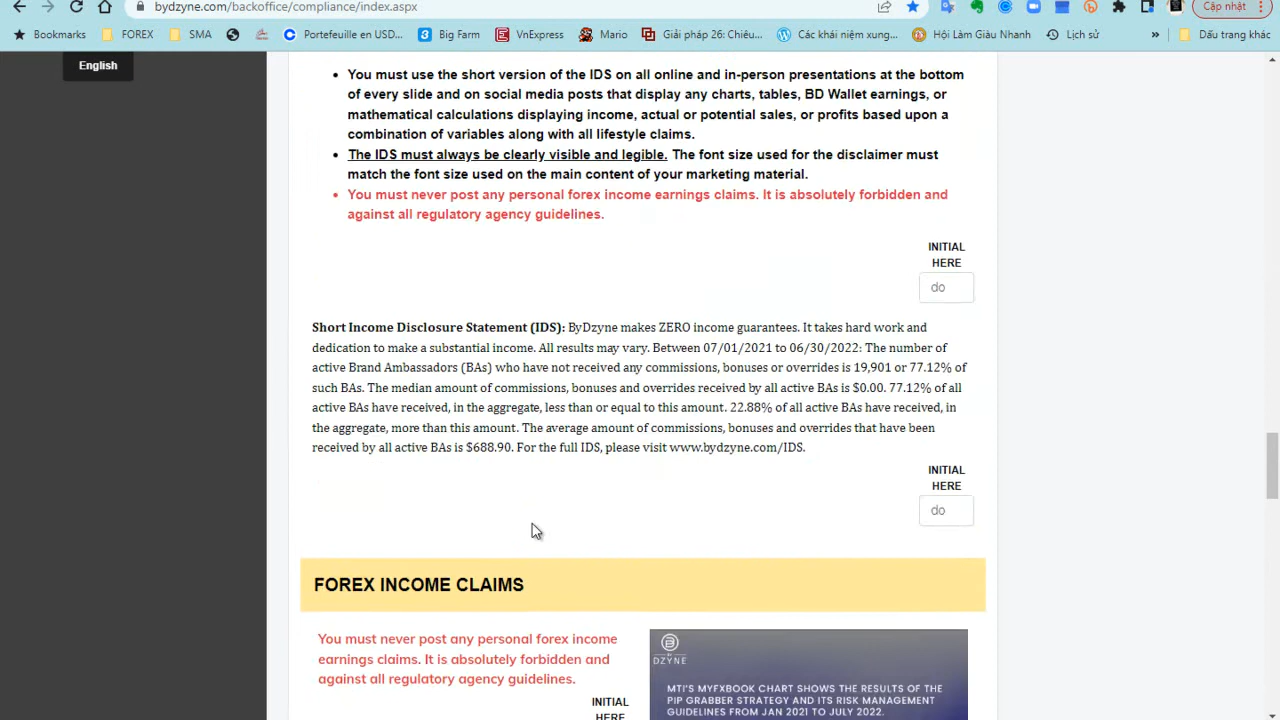 bydzyne.com/backoffice/compliance/index.aspx
Cập nhật
Bookmarks FOREX SMA Portefeuille en USD... Big Farm VnExpress Mario Giải pháp 26: Chiêu... Các khái niệm xung... Hội Làm Giàu Nhanh Lịch sử » Dấu trang khác
English
• You must use the short version of the IDS on all online and in-person presentations at the bottom
of every slide and on social media posts that display any charts, tables, BD Wallet earnings, or
mathematical calculations displaying income, actual or potential sales, or profits based upon a
combination of variables along with all lifestyle claims.
• The IDS must always be clearly visible and legible. The font size used for the disclaimer must
match the font size used on the main content of your marketing material.
• You must never post any personal forex income earnings claims. It is absolutely forbidden and
against all regulatory agency guidelines.
INITIAL
HERE
do
Short Income Disclosure Statement (IDS): ByDzyne makes ZERO income guarantees. It takes hard work and
dedication to make a substantial income. All results may vary. Between 07/01/2021 to 06/30/2022: The number of
active Brand Ambassadors (BAs) who have not received any commissions, bonuses or overrides is 19,901 or 77.12% of
such BAs. The median amount of commissions, bonuses and overrides received by all active BAs is $0.00. 77.12% of all
active BAs have received, in the aggregate, less than or equal to this amount. 22.88% of all active BAs have received, in
the aggregate, more than this amount. The average amount of commissions, bonuses and overrides that have been
received by all active BAs is $688.90. For the full IDS, please visit www.bydzyne.com/IDS.
INITIAL
HERE
do
FOREX INCOME CLAIMS
You must never post any personal forex income
earnings claims. It is absolutely forbidden and
against all regulatory agency guidelines.
INITIAL
HERE
B
BY
DZYNE
MTI'S MYFXBOOK CHART SHOWS THE RESULTS OF THE
PIP GRABBER STRATEGY AND ITS RISK MANAGEMENT
GUIDELINES FROM JAN 2021 TO JULY 2022.